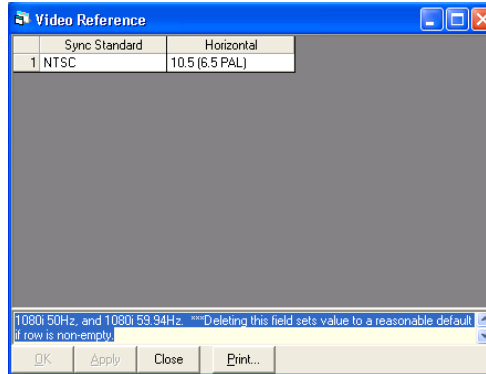 Video Reference
Sync Standard Horizontal
1 NTSC 10.5 (6.5 PAL)
1080i 50Hz, and 1080i 59.94Hz. ***Deleting this field sets value to a reasonable default
if row is non-empty.
OK Apply Close Print...